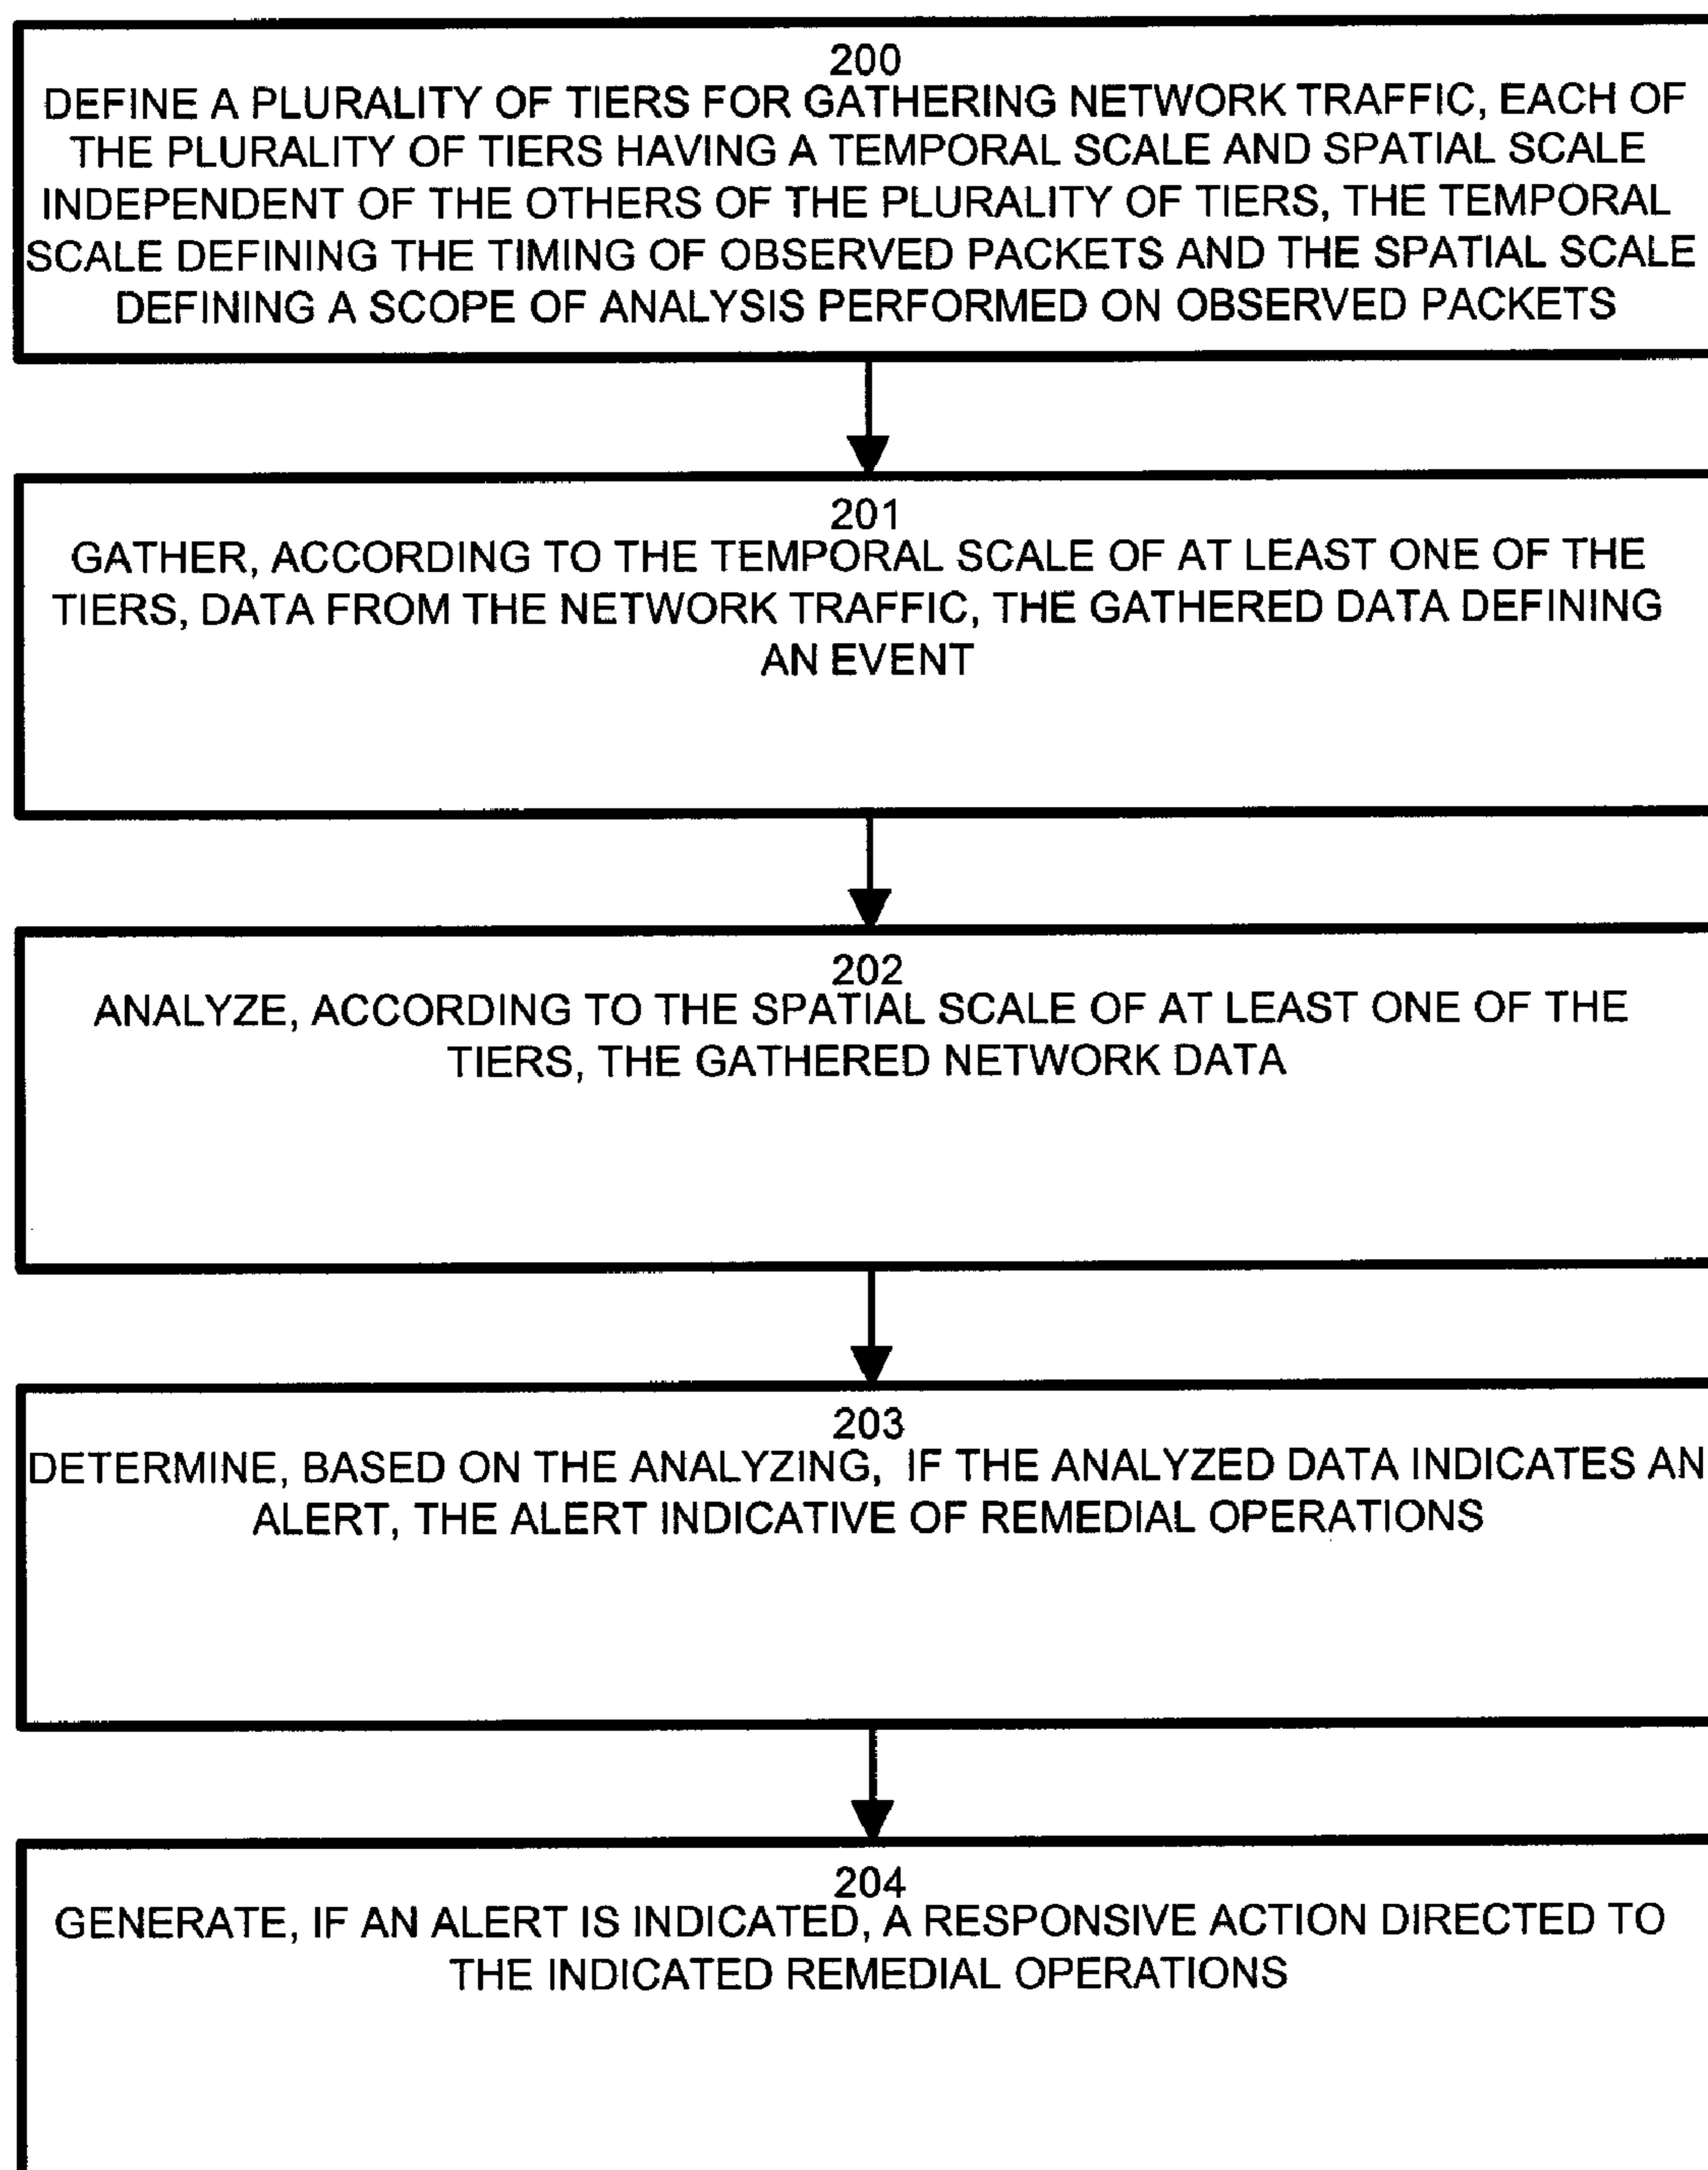 200
DEFINE A PLURALITY OF TIERS FOR GATHERING NETWORK TRAFFIC, EACH OF
THE PLURALITY OF TIERS HAVING A TEMPORAL SCALE AND SPATIAL SCALE
INDEPENDENT OF THE OTHERS OF THE PLURALITY OF TIERS, THE TEMPORAL
SCALE DEFINING THE TIMING OF OBSERVED PACKETS AND THE SPATIAL SCALE
DEFINING A SCOPE OF ANALYSIS PERFORMED ON OBSERVED PACKETS
201
GATHER, ACCORDING TO THE TEMPORAL SCALE OF AT LEAST ONE OF THE
TIERS, DATA FROM THE NETWORK TRAFFIC, THE GATHERED DATA DEFINING
AN EVENT
202
ANALYZE, ACCORDING TO THE SPATIAL SCALE OF AT LEAST ONE OF THE
TIERS, THE GATHERED NETWORK DATA
203
DETERMINE, BASED ON THE ANALYZING, IF THE ANALYZED DATA INDICATES AN
ALERT, THE ALERT INDICATIVE OF REMEDIAL OPERATIONS
204
GENERATE, IF AN ALERT IS INDICATED, A RESPONSIVE ACTION DIRECTED TO
THE INDICATED REMEDIAL OPERATIONS